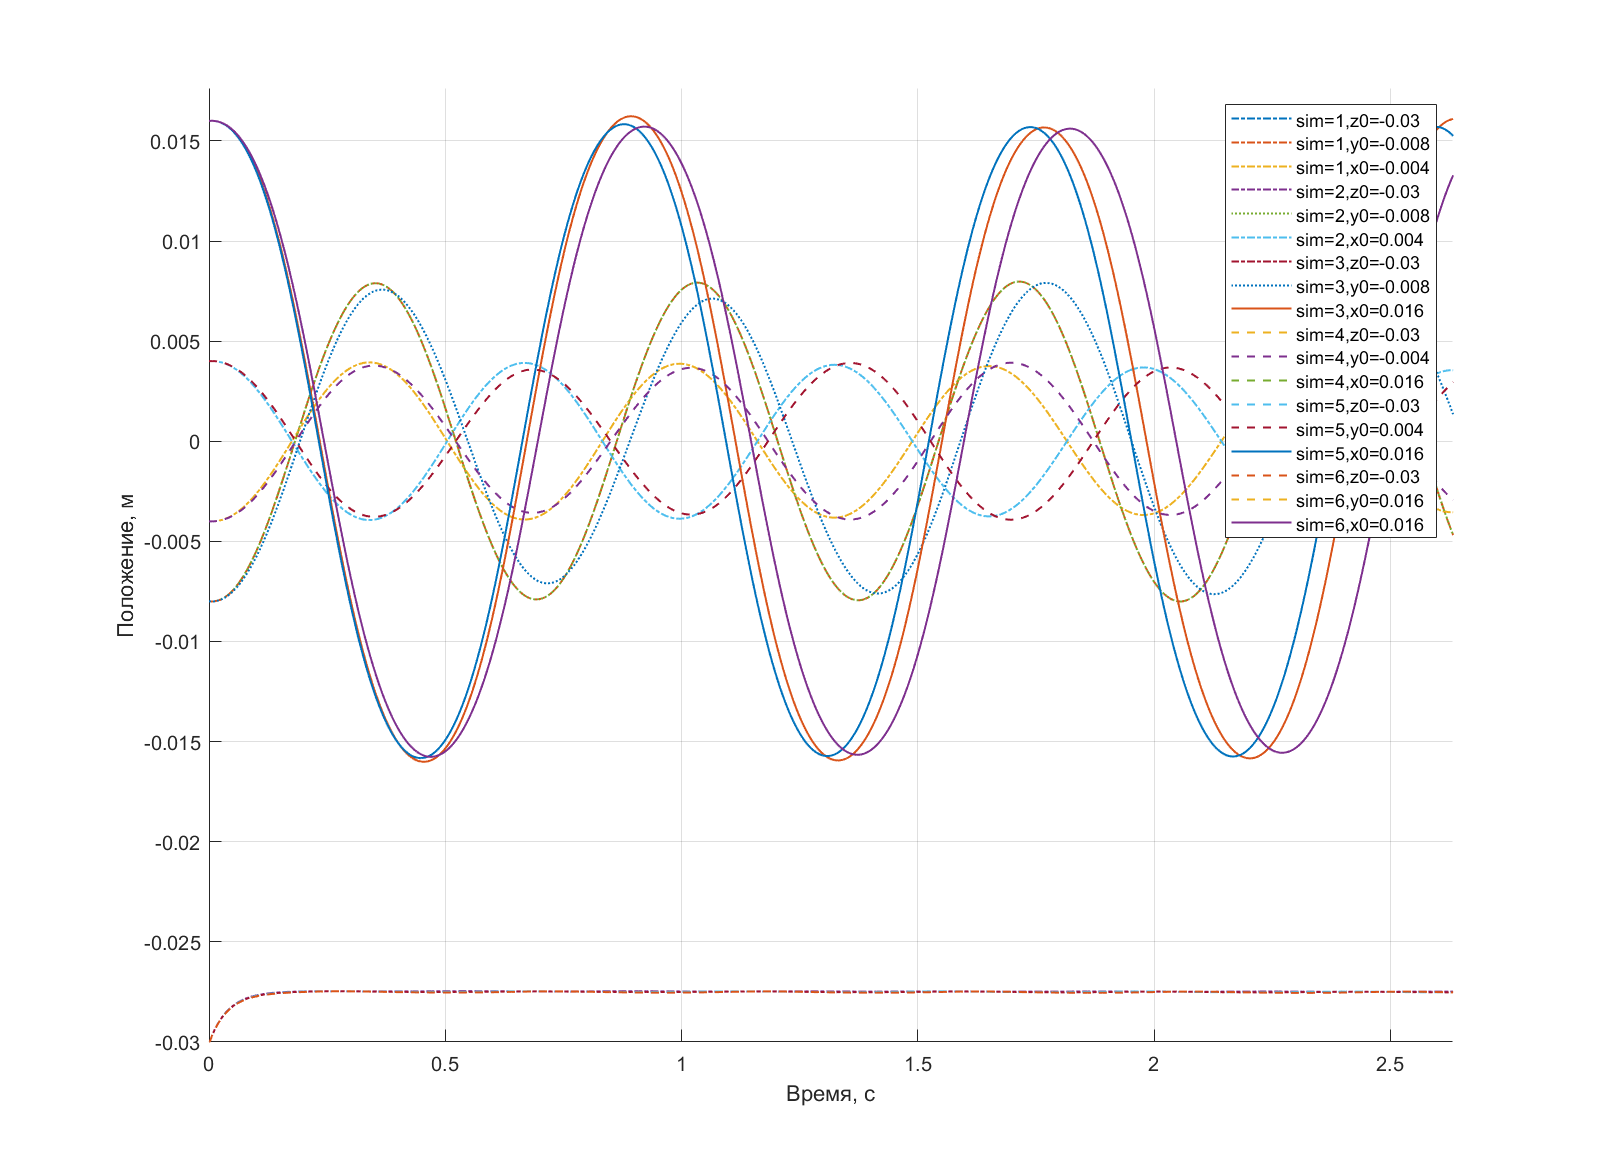 0.015
0.01
0.005
0
-0.005
-0.01
-0.015
-0.02
-0.025
-0.03
Положение, м
0
0.5
1
1.5
2
2.5
Время, с
sim=1,z0=-0.03
sim=1,y0=-0.008
sim=1,x0=-0.004
sim=2,z0=-0.03
sim=2,y0=-0.008
sim=2,x0=0.004
sim=3,z0=-0.03
sim=3,y0=-0.008
sim=3,x0=0.016
sim=4,z0=-0.03
sim=4,y0=-0.004
sim=4,x0=0.016
sim=5,z0=-0.03
sim=5,y0=0.004
sim=5,x0=0.016
sim=6,z0=-0.03
sim=6,y0=0.016
sim=6,x0=0.016